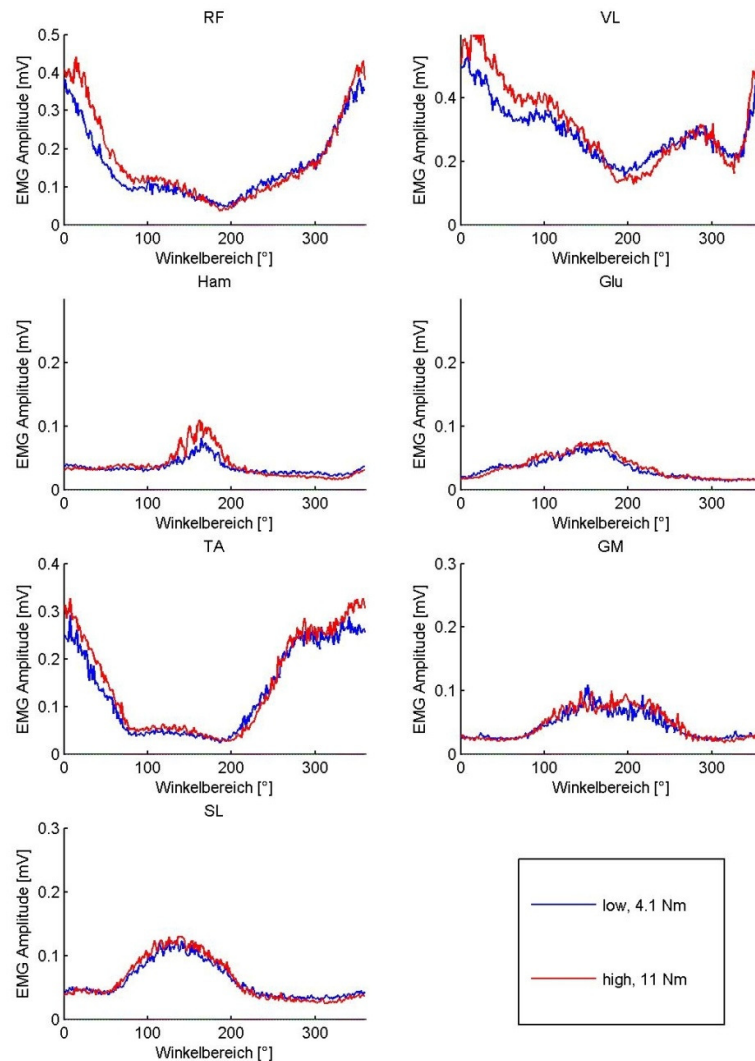 RF
EMG Amplitude [mV]
0.5
0.4
0.3
0.2
0.1
0
0 100 200 300
Winkelbereich [°]
VL
EMG Amplitude [mV]
0.4
0.2
0
0 100 200 300
Winkelbereich [°]
Ham
EMG Amplitude [mV]
0.2
0.1
0
0 100 200 300
Winkelbereich [°]
Glu
EMG Amplitude [mV]
0.2
0.1
0
0 100 200 300
Winkelbereich [°]
TA
EMG Amplitude [mV]
0.4
0.3
0.2
0.1
0
0 100 200 300
Winkelbereich [°]
GM
EMG Amplitude [mV]
0.3
0.2
0.1
0
0 100 200 300
Winkelbereich [°]
SL
EMG Amplitude [mV]
0.3
0.2
0.1
0
0 100 200 300
Winkelbereich [°]
low, 4.1 Nm
high, 11 Nm